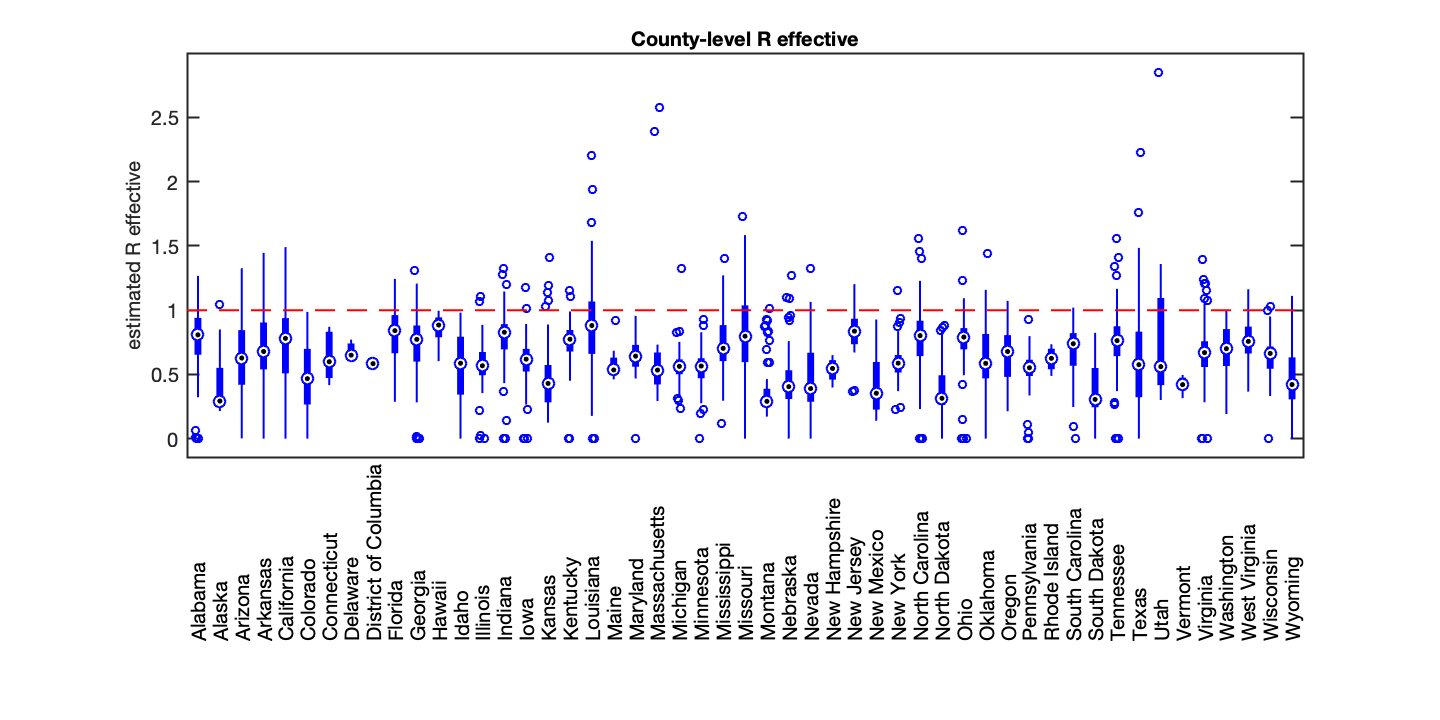 County-level R effective
estimated R effective
2.5
2
1.5
1
0.5
0
Alabama
Alaska
Arizona
Arkansas
California
Colorado
Connecticut
Delaware
District of Columbia
Florida
Georgia
Hawaii
Idaho
Illinois
Indiana
Iowa
Kansas
Kentucky
Louisiana
Maine
Maryland
Massachusetts
Michigan
Minnesota
Mississippi
Missouri
Montana
Nebraska
Nevada
New Hampshire
New Jersey
New Mexico
New York
North Carolina
North Dakota
Ohio
Oklahoma
Oregon
Pennsylvania
Rhode Island
South Carolina
South Dakota
Tennessee
Texas
Utah
Vermont
Virginia
Washington
West Virginia
Wisconsin
Wyoming